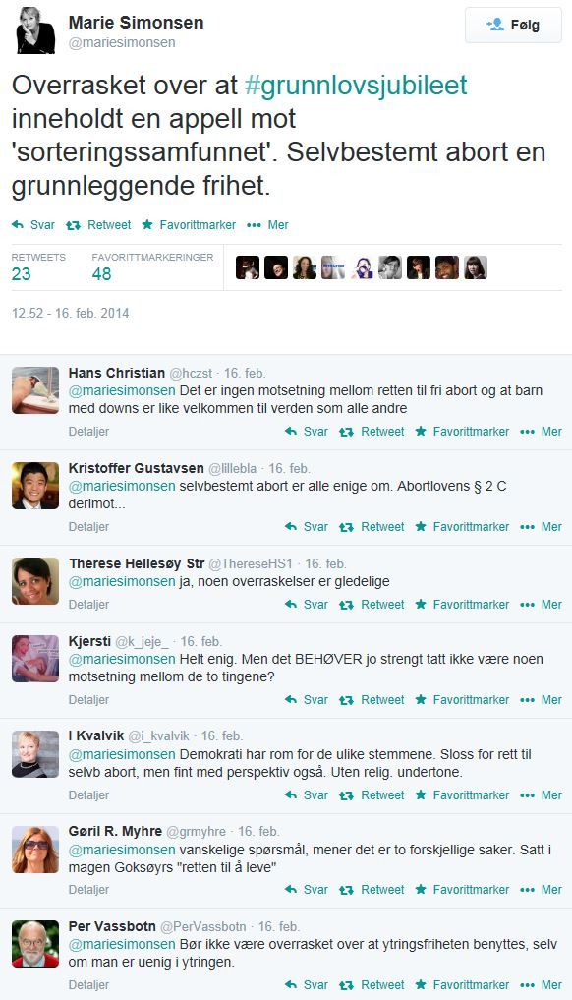 Marie Simonsen
@mariesimonsen
Følg
Overrasket over at #grunnlovsjubileet
inneholdt en appell mot
'sorteringssamfunnet'. Selvbestemt abort en
grunnleggende frihet.
Svar Retweet Favorittmarker Mer
RETWEETS FAVORITTMARKERINGER
23 48
12.52 - 16. feb. 2014
Hans Christian @hczst · 16. feb.
@mariesimonsen Det er ingen motsetning mellom retten til fri abort og at barn
med downs er like velkommen til verden som alle andre
Detaljer Svar Retweet Favorittmarker Mer
Kristoffer Gustavsen @lillebla · 16. feb.
@mariesimonsen selvbestemt abort er alle enige om. Abortlovens § 2 C
derimot...
Detaljer Svar Retweet Favorittmarker Mer
Therese Hellesøy Str @ThereseHS1 · 16. feb.
@mariesimonsen ja, noen overraskelser er gledelige
Detaljer Svar Retweet Favorittmarker Mer
Kjersti @k_jeje_ · 16. feb.
@mariesimonsen Helt enig. Men det BEHØVER jo strengt tatt ikke være noen
motsetning mellom de to tingene?
Detaljer Svar Retweet Favorittmarker Mer
I Kvalvik @i_kvalvik · 16. feb.
@mariesimonsen Demokrati har rom for de ulike stemmene. Sloss for rett til
selvb abort, men fint med perspektiv også. Uten relig. undertone.
Detaljer Svar Retweet Favorittmarker Mer
Gøril R. Myhre @grmyhre · 16. feb.
@mariesimonsen vanskelige spørsmål, mener det er to forskjellige saker. Satt i
magen Goksøyrs "retten til å leve"
Detaljer Svar Retweet Favorittmarker Mer
Per Vassbotn @PerVassbotn · 16. feb.
@mariesimonsen Bør ikke være overrasket over at ytringsfriheten benyttes, selv
om man er uenig i ytringen.
Detaljer Svar Retweet Favorittmarker Mer